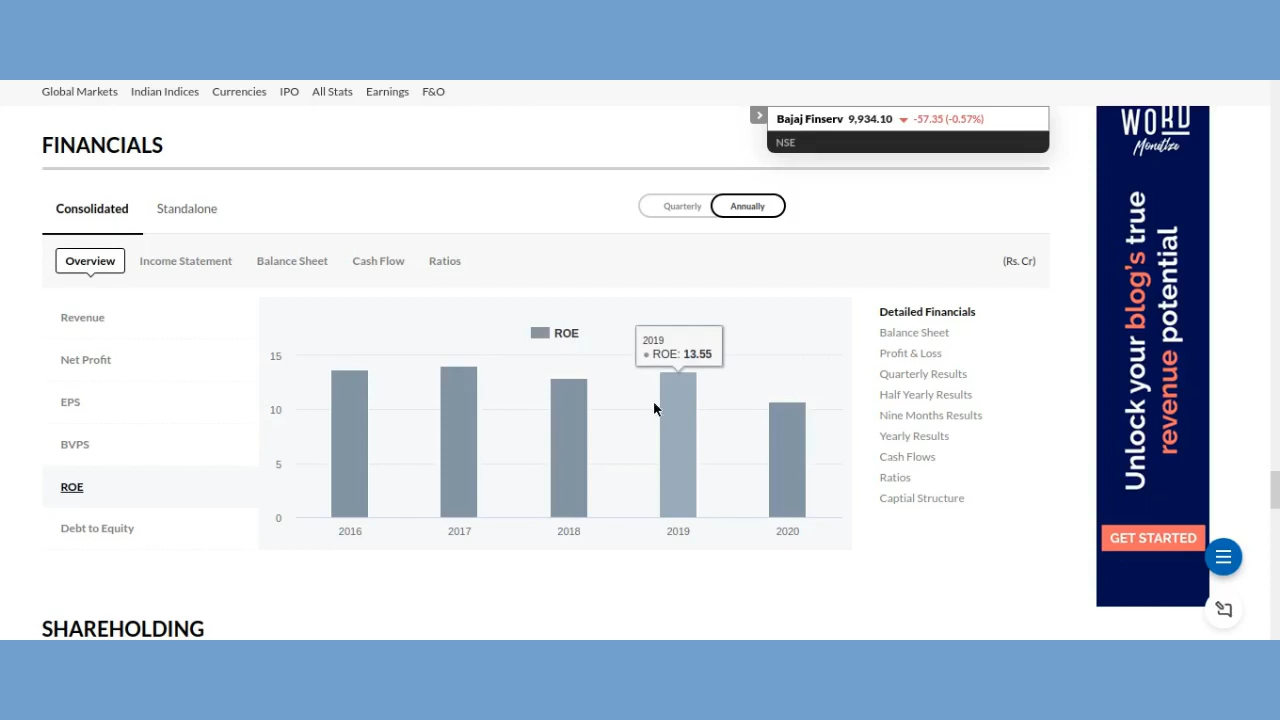 Global Markets Indian Indices Currencies IPO All Stats Earnings F&O
FINANCIALS
Bajaj Finserv 9,934.10 -57.35 (-0.57%)
NSE
Consolidated Standalone
Quarterly Annually
Overview Income Statement Balance Sheet Cash Flow Ratios (Rs. Cr)
Revenue
Net Profit
EPS
BVPS
ROE
Debt to Equity
ROE
2019
ROE: 13.55
15
10
5
0
2016 2017 2018 2019 2020
Detailed Financials
Balance Sheet
Profit & Loss
Quarterly Results
Half Yearly Results
Nine Months Results
Yearly Results
Cash Flows
Ratios
Captial Structure
SHAREHOLDING
Unlock your blog's true
revenue potential
GET STARTED